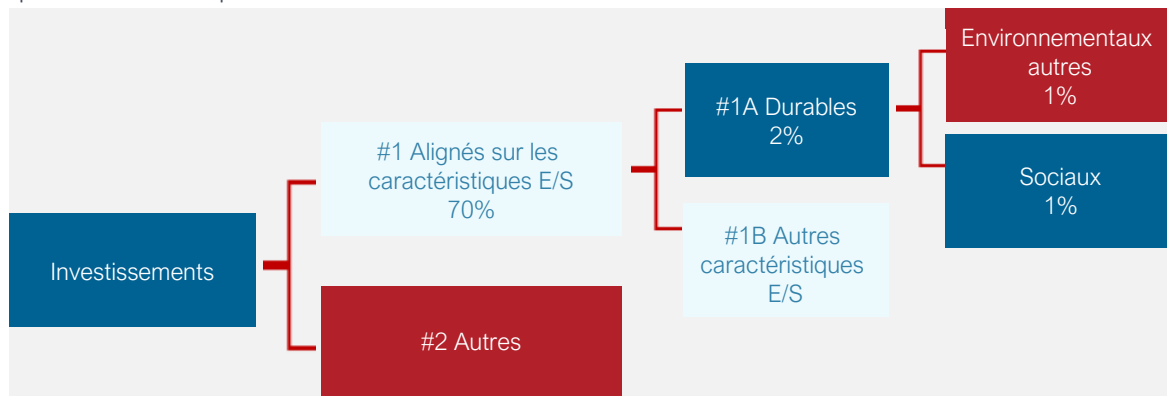 Investissements
#1 Alignés sur les
caractéristiques E/S
70%
#2 Autres
#1A Durables
2%
#1B Autres
caractéristiques
E/S
Environnementaux
autres
1%
Sociaux
1%